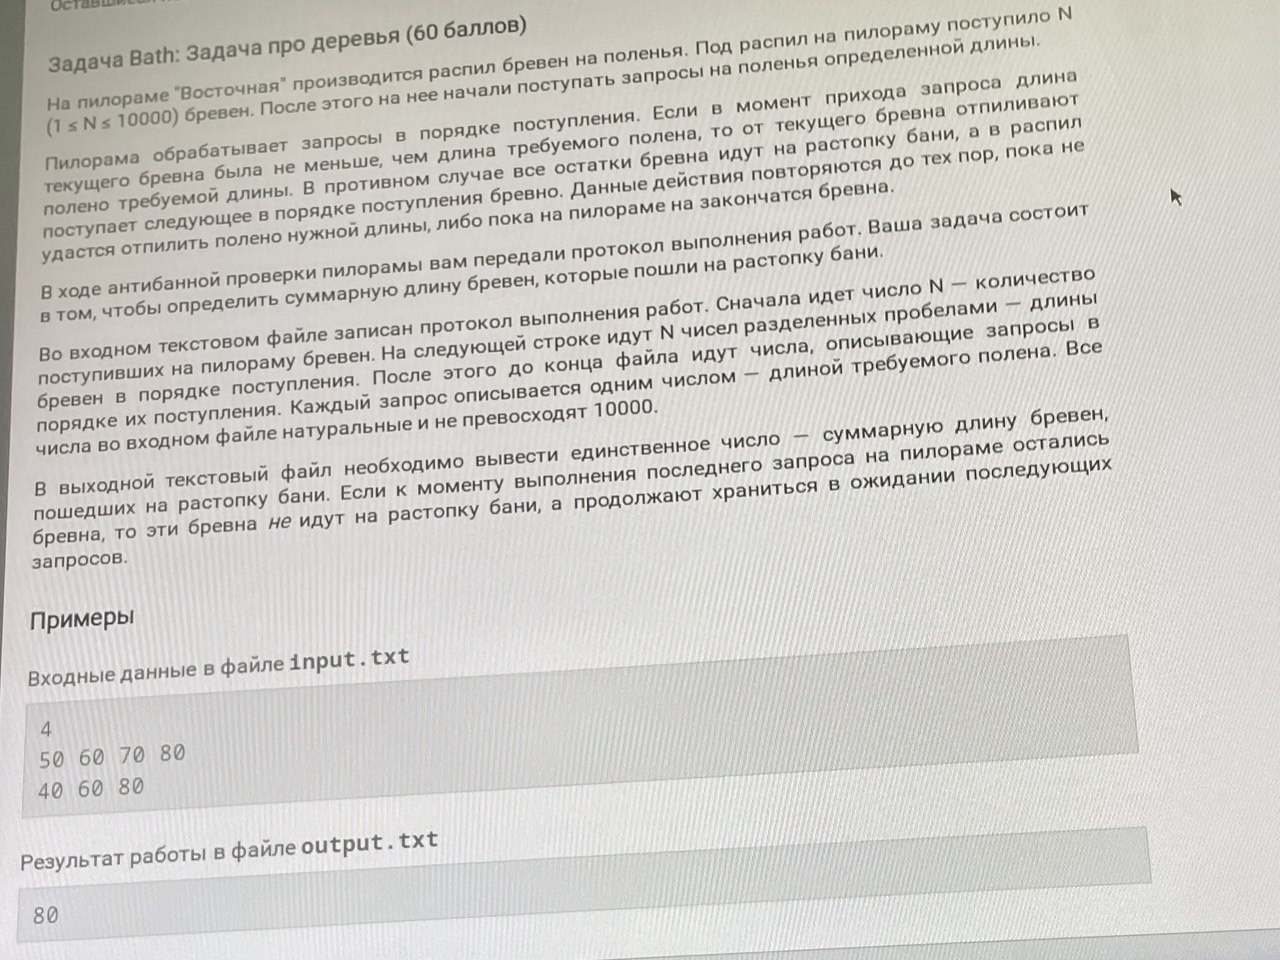 Задача Bath: Задача про деревья (60 баллов)
На пилораме "Восточная" производится распил бревен на поленья. Под распил на пилораму поступило N
(1 ≤ N ≤ 10000) бревен. После этого на нее начали поступать запросы на поленья определенной длины.
Пилорама обрабатывает запросы в порядке поступления. Если в момент прихода запроса длина
текущего бревна была не меньше, чем длина требуемого полена, то от текущего бревна отпиливают
полено требуемой длины. В противном случае все остатки бревна идут на растопку бани, а в распил
поступает следующее в порядке поступления бревно. Данные действия повторяются до тех пор, пока не
удастся отпилить полено нужной длины, либо пока на пилораме на закончатся бревна.
В ходе антибанной проверки пилорамы вам передали протокол выполнения работ. Ваша задача состоит
в том, чтобы определить суммарную длину бревен, которые пошли на растопку бани.
Во входном текстовом файле записан протокол выполнения работ. Сначала идет число N — количество
поступивших на пилораму бревен. На следующей строке идут N чисел разделенных пробелами — длины
бревен в порядке поступления. После этого до конца файла идут числа, описывающие запросы в
порядке их поступления. Каждый запрос описывается одним числом — длиной требуемого полена. Все
числа во входном файле натуральные и не превосходят 10000.
В выходной текстовый файл необходимо вывести единственное число — суммарную длину бревен,
пошедших на растопку бани. Если к моменту выполнения последнего запроса на пилораме остались
бревна, то эти бревна не идут на растопку бани, а продолжают храниться в ожидании последующих
запросов.
Примеры
Входные данные в файле input.txt
4
50 60 70 80
40 60 80
Результат работы в файле output.txt
80